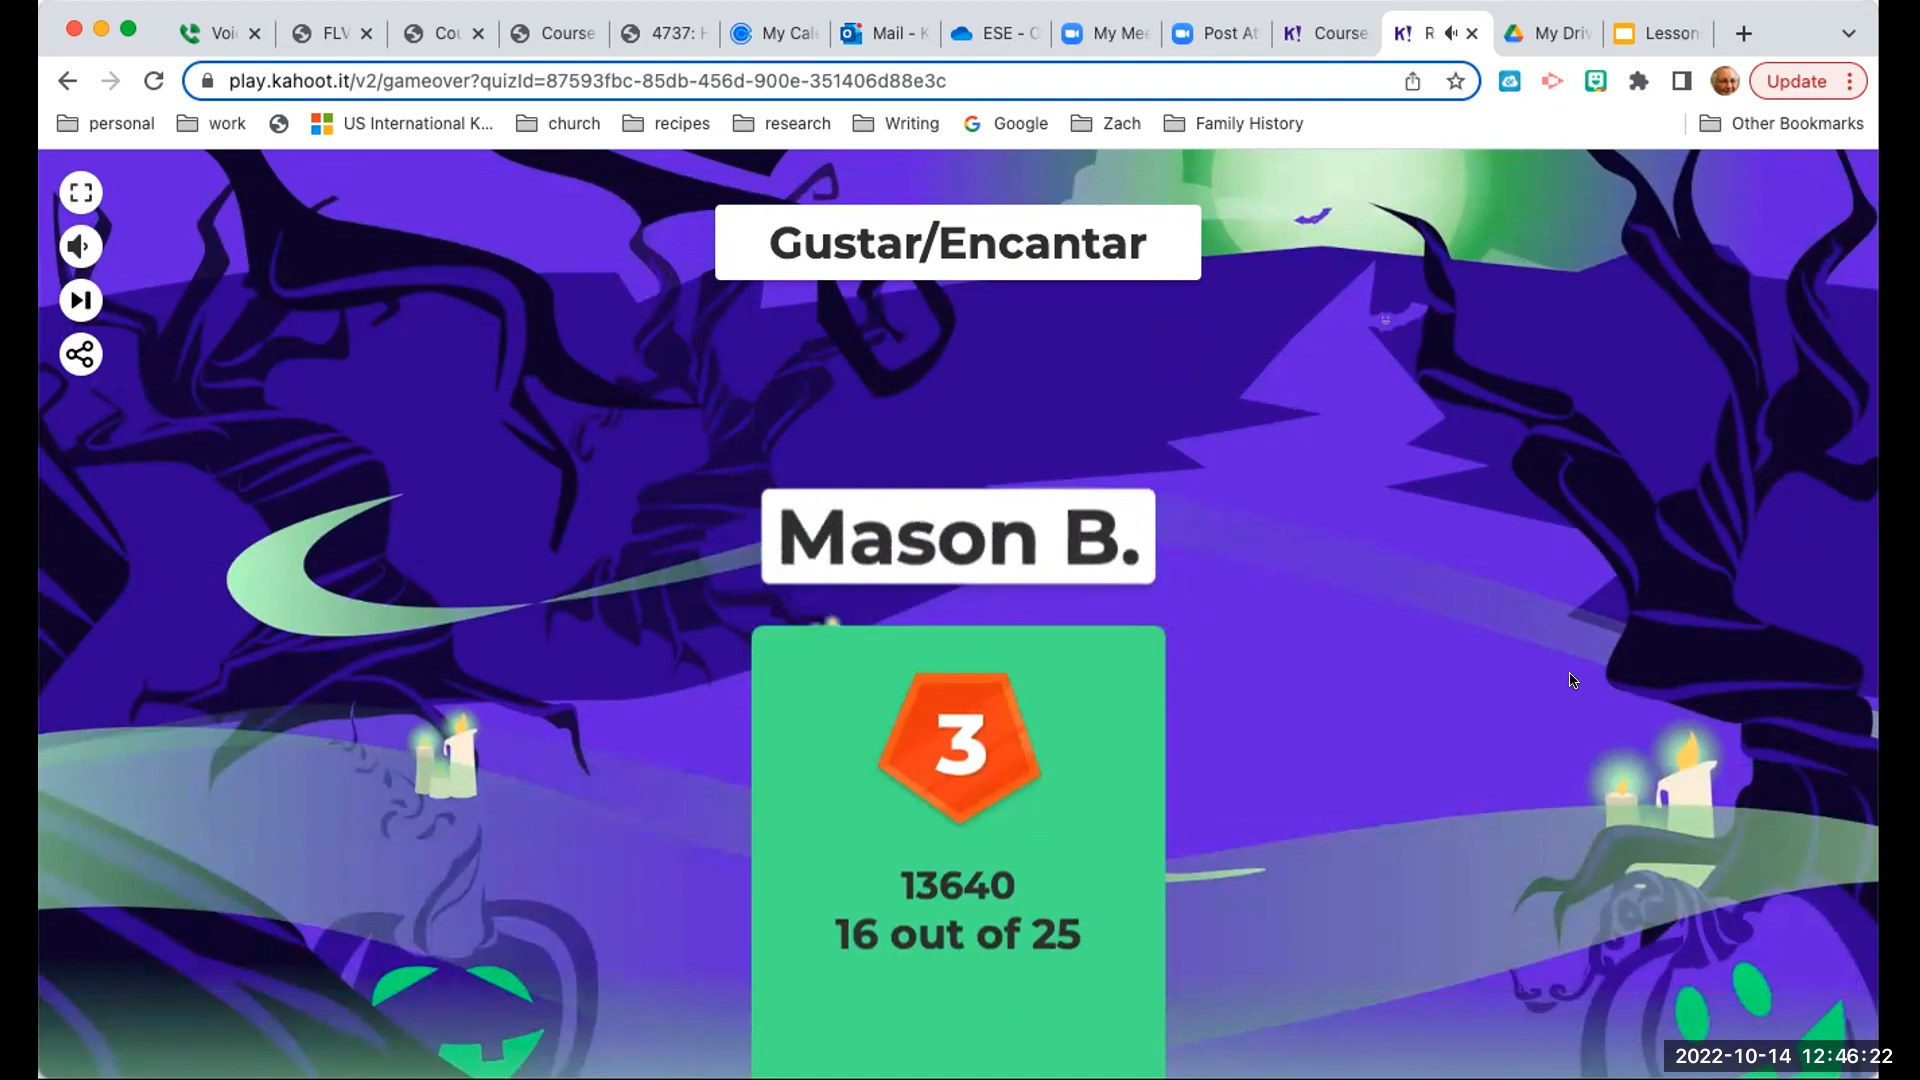 Voi
FLV
Cou
Course
4737: H
My Cal
Mail - K
ESE - C
My Mee
Post At
K! Course
K! R
My Driv
Lesson
play.kahoot.it/v2/gameover?quizId=87593fbc-85db-456d-900e-351406d88e3c
Update
personal
work
US International K...
church
recipes
research
Writing
Google
Zach
Family History
Other Bookmarks
Gustar/Encantar
Mason B.
3
13640
16 out of 25
2022-10-14 12:46:22